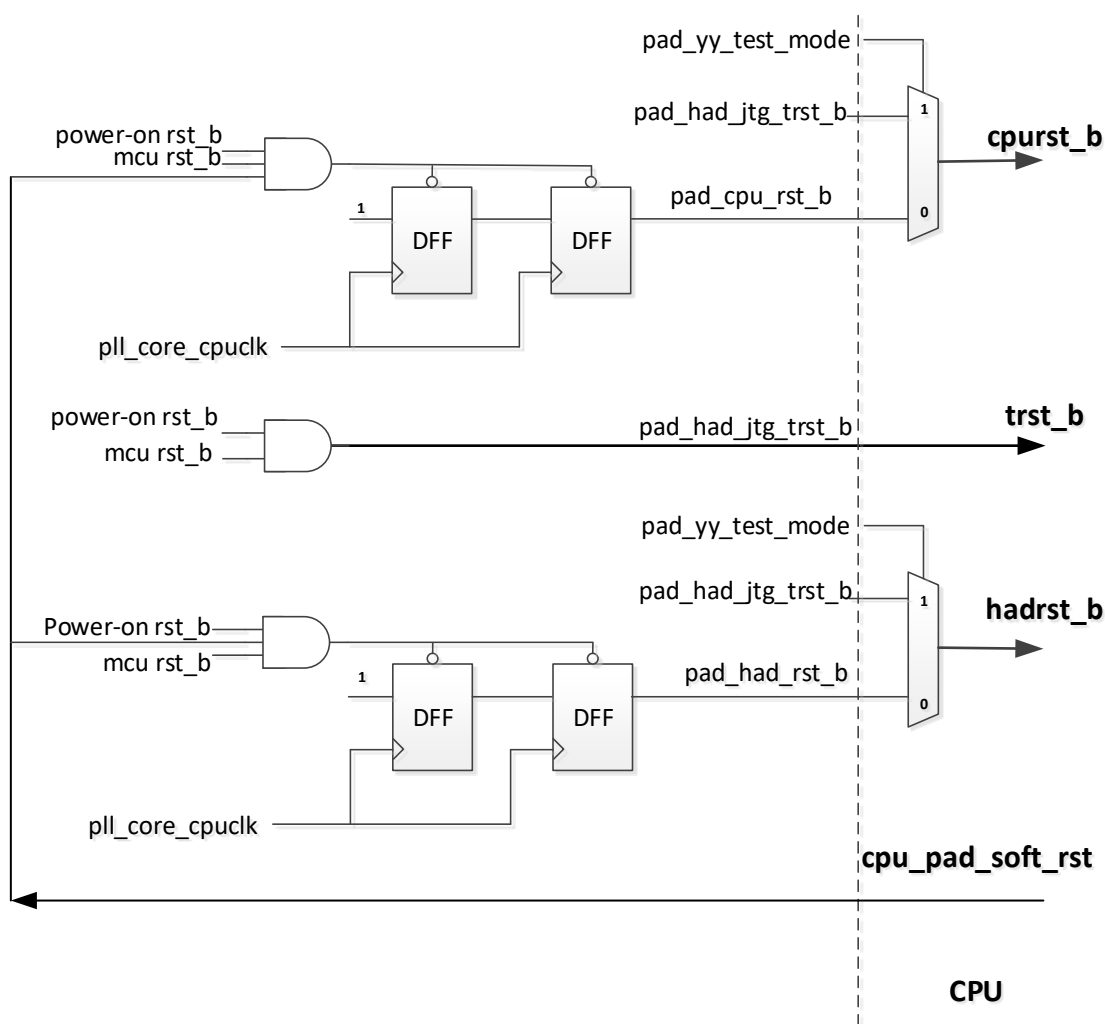 pad_yy_test_mode
pad_had_jtg_trst_b
1
cpurst_b
power-on rst_b
mcu rst_b
pad_cpu_rst_b
1
0
DFF
DFF
pll_core_cpuclk
power-on rst_b
mcu rst_b
pad_had_jtg_trst_b
trst_b
pad_yy_test_mode
pad_had_jtg_trst_b
1
hadrst_b
Power-on rst_b
mcu rst_b
pad_had_rst_b
1
0
DFF
DFF
pll_core_cpuclk
cpu_pad_soft_rst
CPU